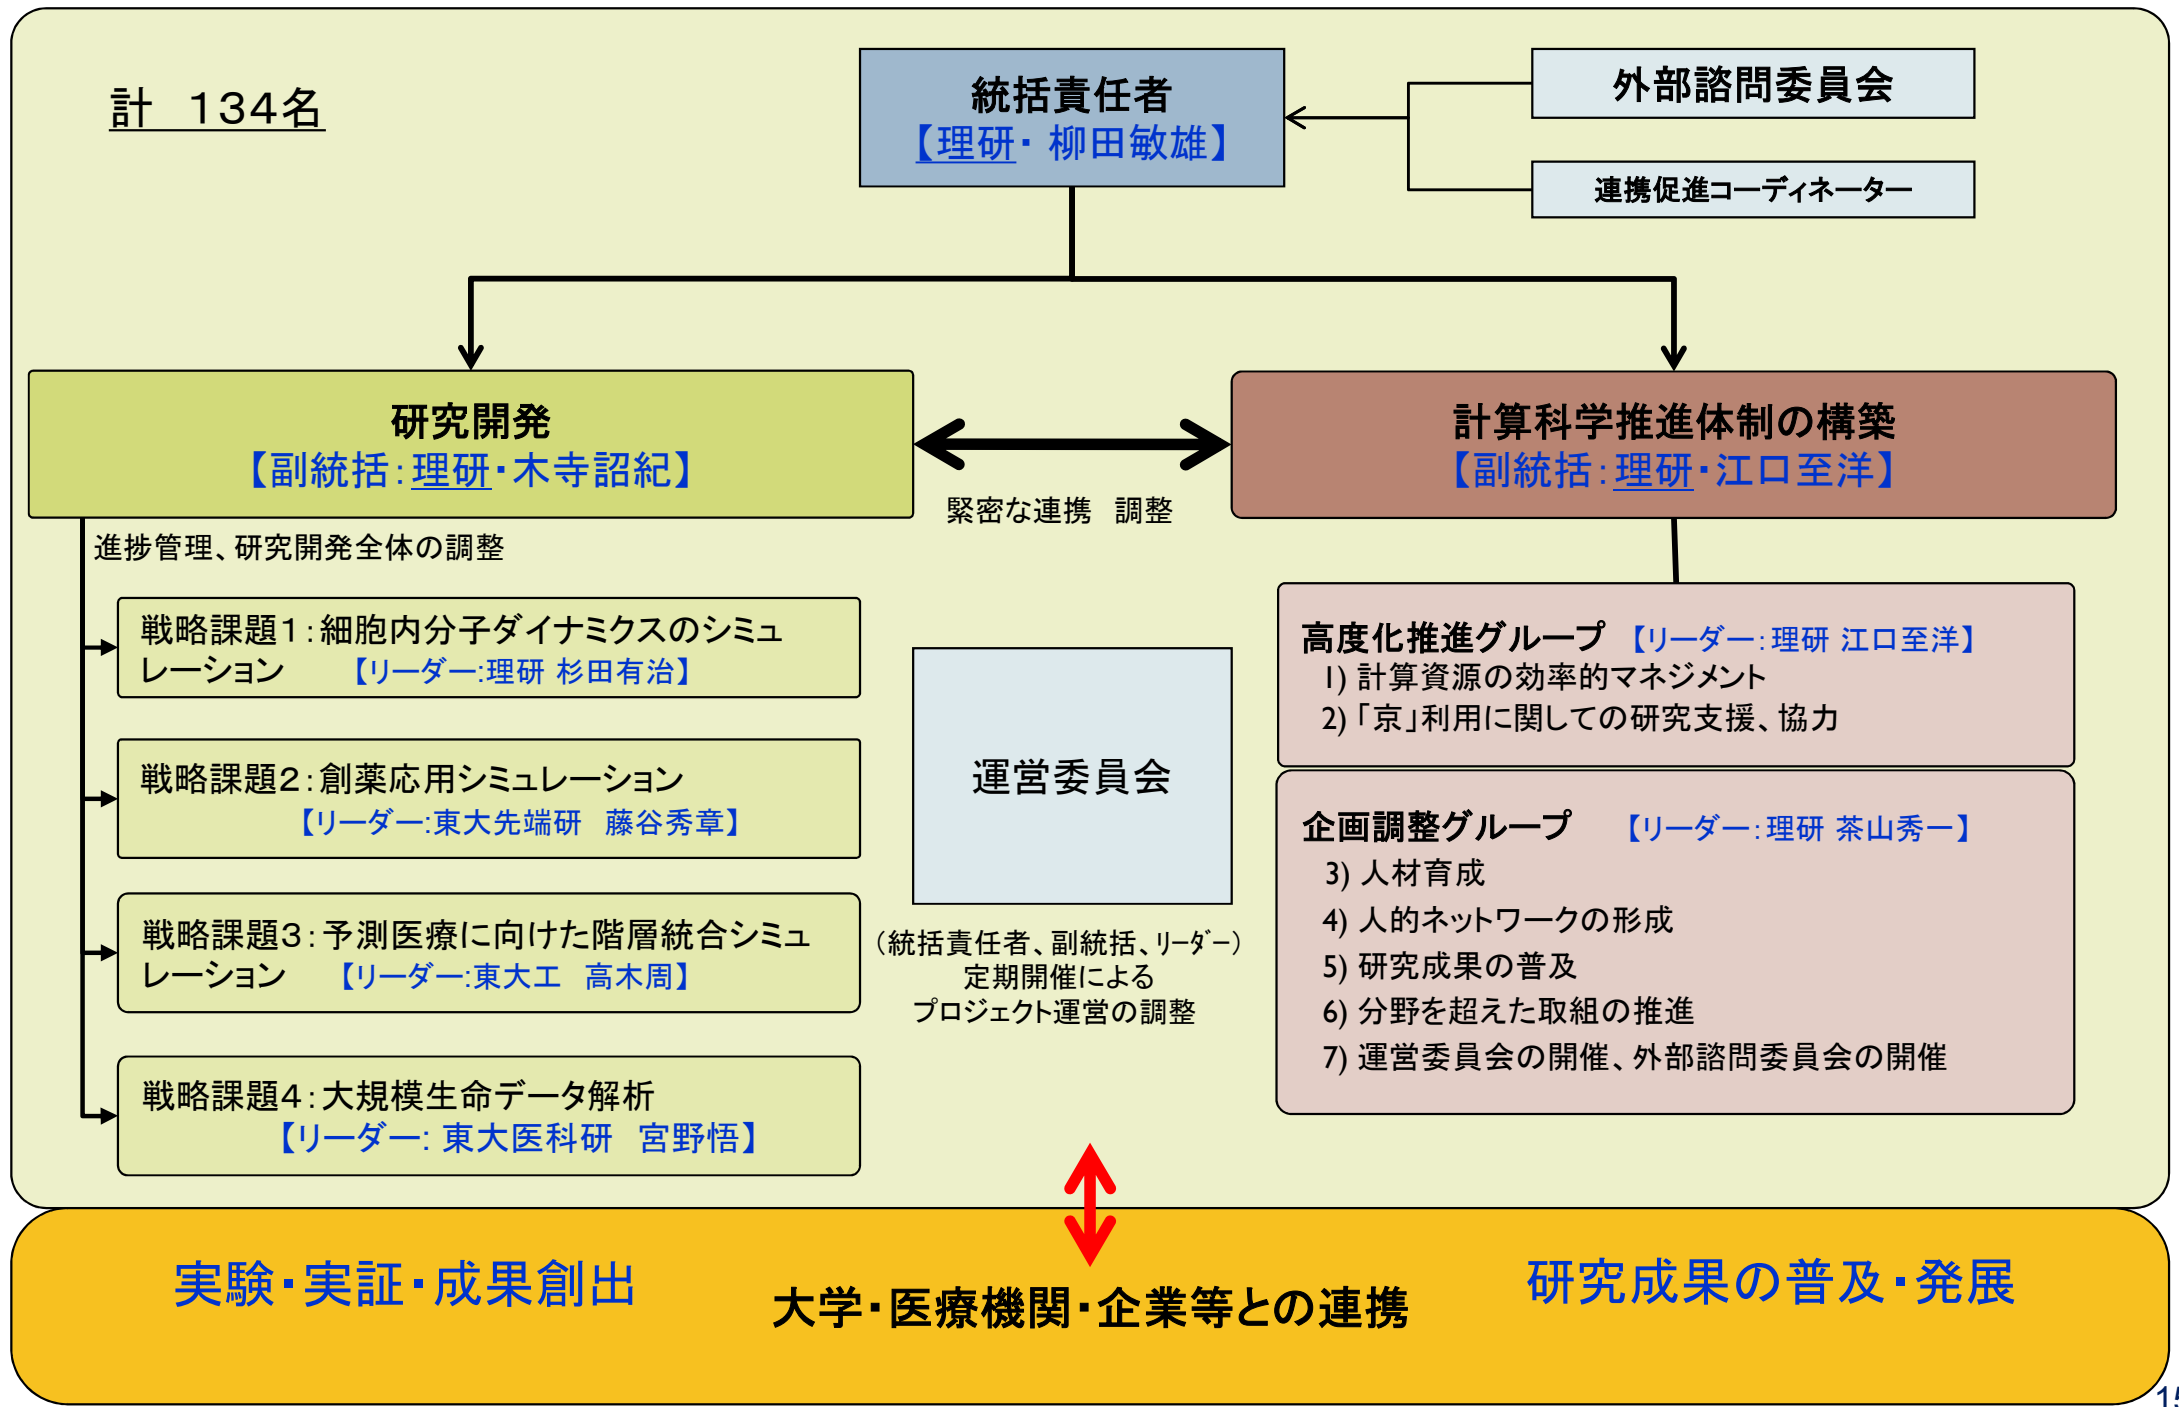 計　134名
統括責任者
【理研・ 柳田敏雄】
外部諮問委員会
連携促進コーディネーター
研究開発
【副統括：理研・木寺詔紀】
計算科学推進体制の構築
【副統括：理研・江口至洋】
緊密な連携　調整
進捗管理、研究開発全体の調整
戦略課題１：細胞内分子ダイナミクスのシミュ
レーション　【リーダー:理研 杉田有治】
戦略課題２：創薬応用シミュレーション
【リーダー:東大先端研　藤谷秀章】
戦略課題３：予測医療に向けた階層統合シミュ
レーション　【リーダー:東大工　高木周】
戦略課題４：大規模生命データ解析
【リーダー: 東大医科研　宮野悟】
運営委員会
（統括責任者、副統括、リーダー）
定期開催による
プロジェクト運営の調整
高度化推進グループ 【リーダー：理研 江口至洋】
1) 計算資源の効率的マネジメント
2)「京」利用に関しての研究支援、協力
企画調整グループ 【リーダー：理研 茶山秀一】
3) 人材育成
4) 人的ネットワークの形成
5) 研究成果の普及
6) 分野を超えた取組の推進
7) 運営委員会の開催、外部諮問委員会の開催
実験・実証・成果創出
大学・医療機関・企業等との連携
研究成果の普及・発展
15